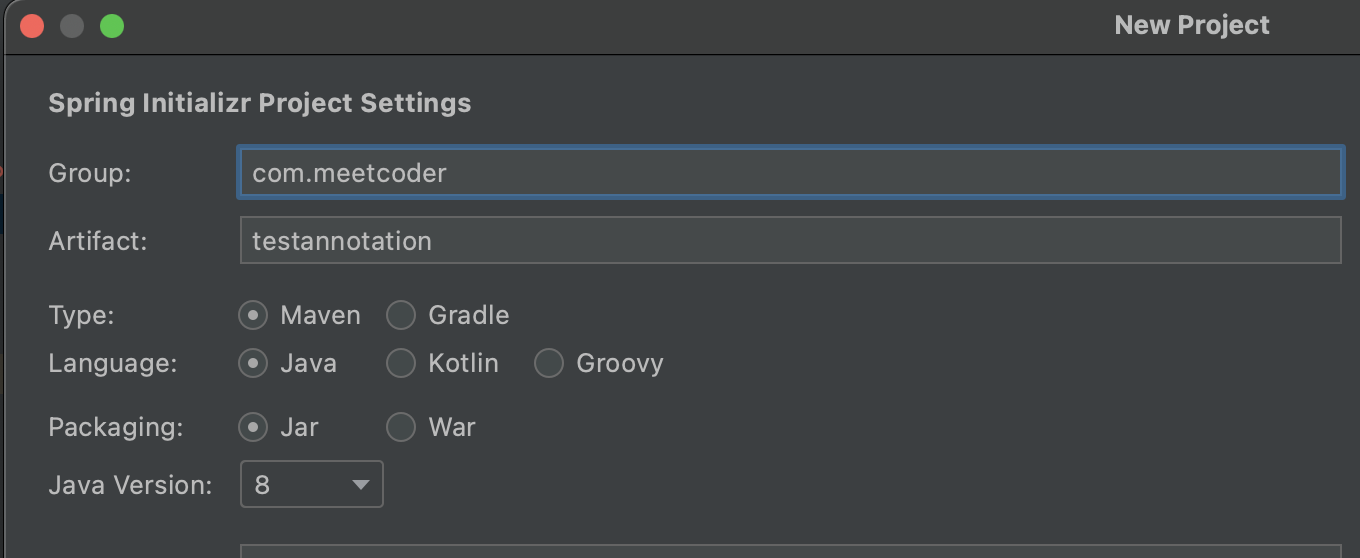 New Project
Spring Initializr Project Settings
Group: com.meetcoder
Artifact: testannotation
Type: Maven Gradle
Language: Java Kotlin Groovy
Packaging: Jar War
Java Version: 8